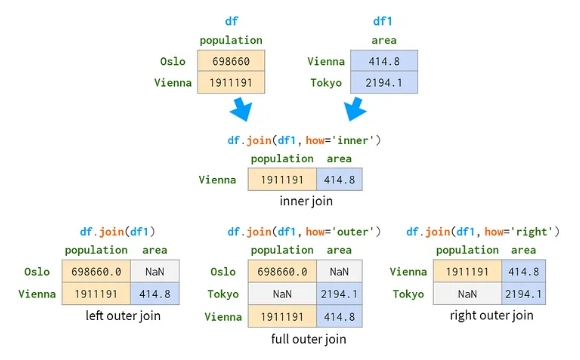 df df1
population area
Oslo 698660 Vienna 414.8
Vienna 1911191 Tokyo 2194.1
df.join(df1, how='inner')
population area
Vienna 1911191 414.8
inner join
df.join(df1)
population area
Oslo 698660.0 NaN
Vienna 1911191 414.8
left outer join
df.join(df1, how='outer')
population area
Oslo 698660.0 NaN
Tokyo NaN 2194.1
Vienna 1911191 414.8
full outer join
df.join(df1, how='right')
population area
Vienna 1911191 414.8
Tokyo NaN 2194.1
right outer join